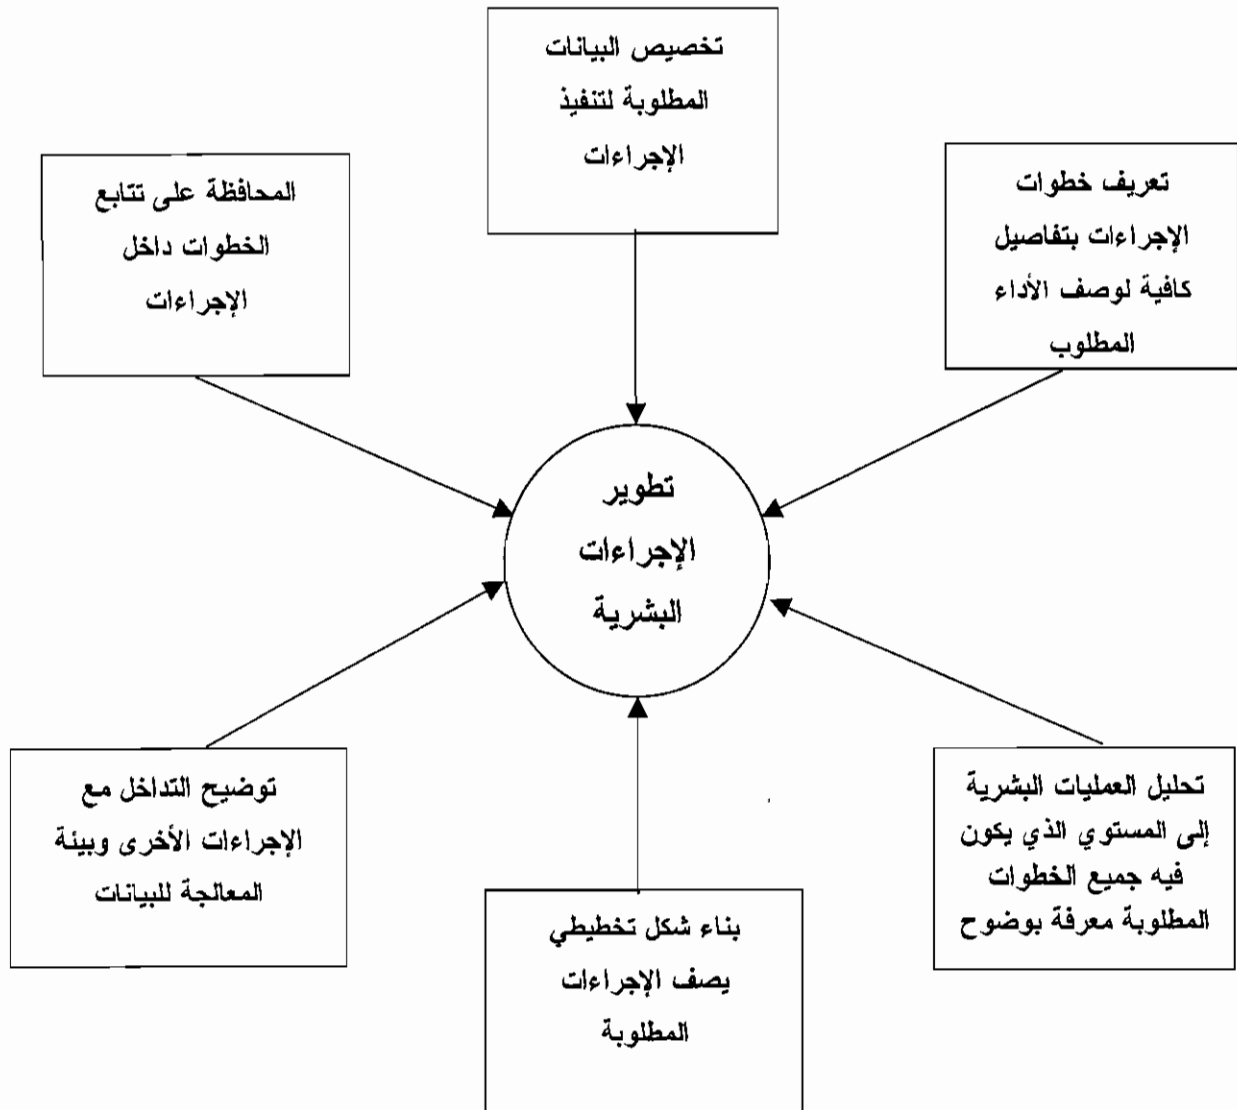 تخصيص البيانات
المطلوبة لتنفيذ
الإجراءات
تعريف خطوات
الإجراءات بتفاصيل
كافية لوصف الأداء
المطلوب
المحافظة على تتابع
الخطوات داخل
الإجراءات
تطوير
الإجراءات
البشرية
تحليل العمليات البشرية
إلى المستوي الذي يكون
فيه جميع الخطوات
المطلوبة معرفة بوضوح
توضيح التداخل مع
الإجراءات الأخرى وبيئة
المعالجة للبيانات
بناء شكل تخطيطي
يصف الإجراءات
المطلوبة